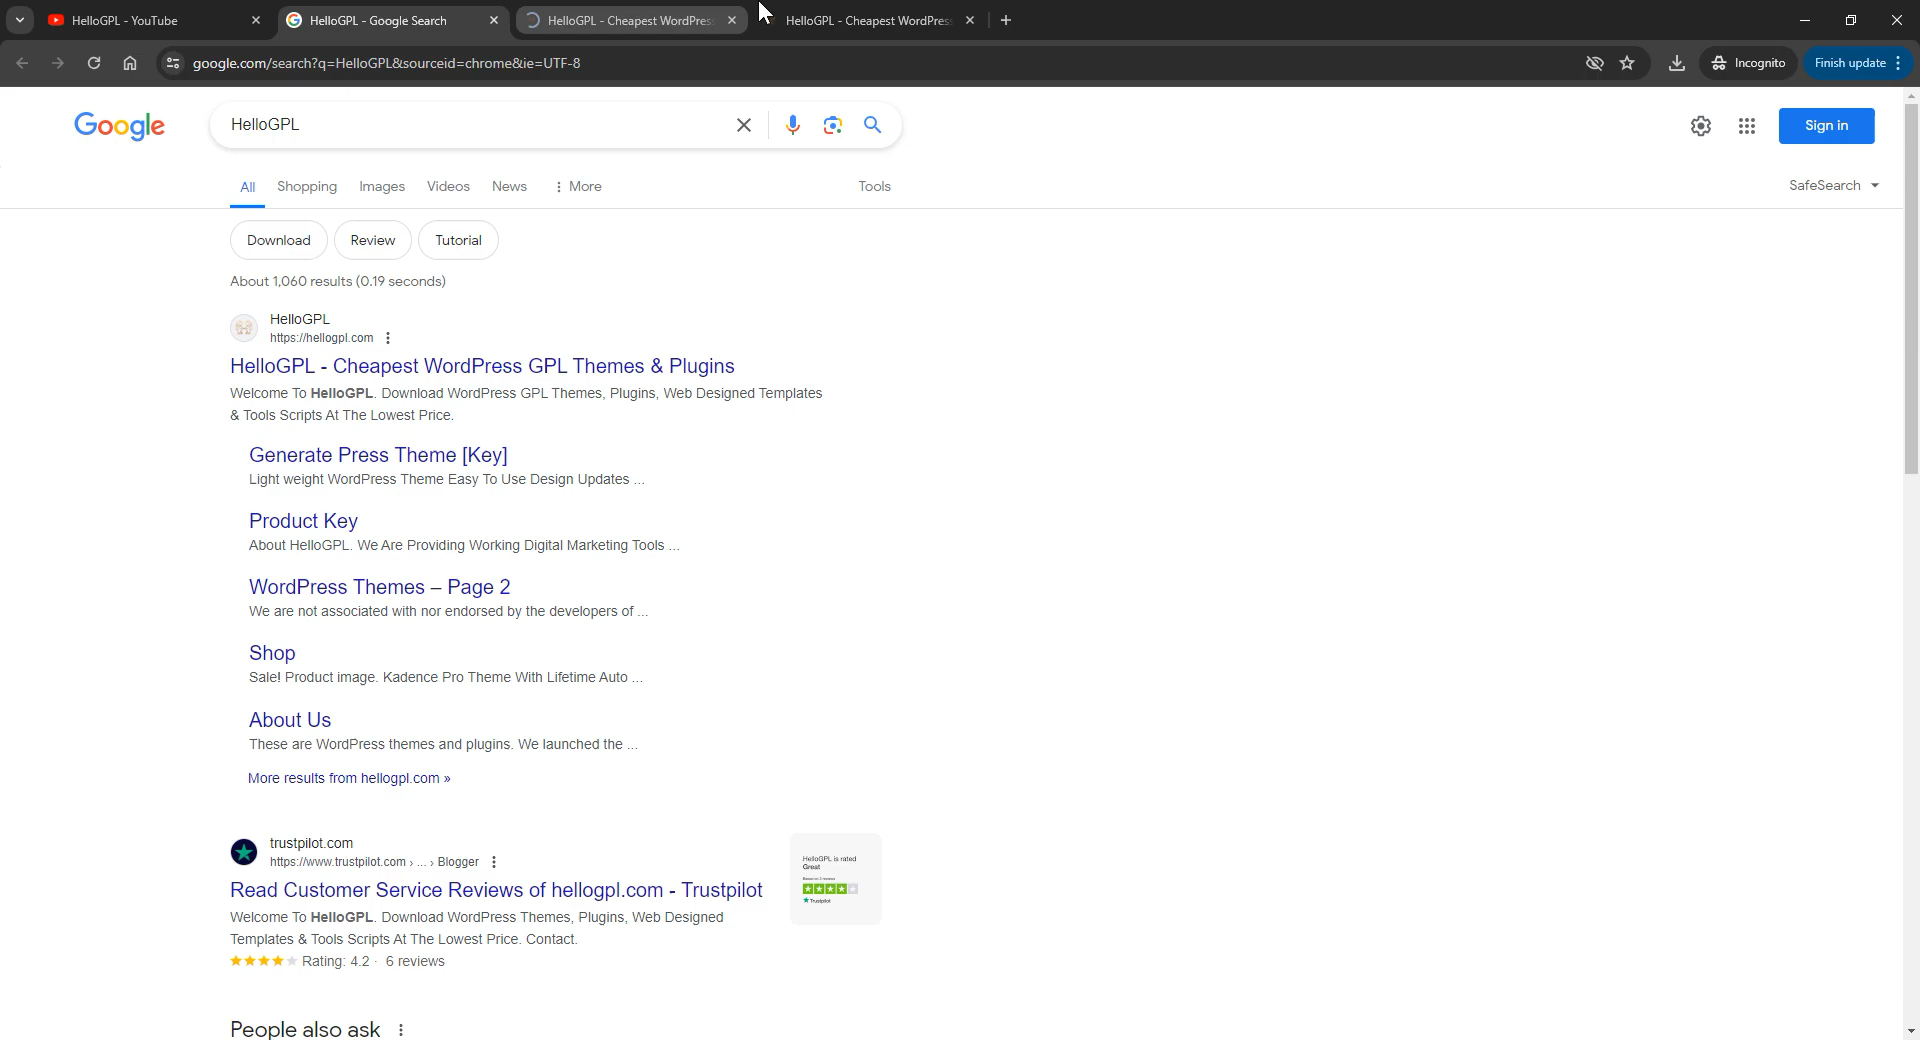 HelloGPL - YouTube
HelloGPL - Google Search
HelloGPL - Cheapest WordPress
HelloGPL - Cheapest WordPress
google.com/search?q=HelloGPL&sourceid=chrome&ie=UTF-8
Incognito
Finish update
Google
HelloGPL
Sign in
All
Shopping
Images
Videos
News
More
Tools
SafeSearch
Download
Review
Tutorial
About 1,060 results (0.19 seconds)
HelloGPL
https://hellogpl.com
HelloGPL - Cheapest WordPress GPL Themes & Plugins
Welcome To HelloGPL. Download WordPress GPL Themes, Plugins, Web Designed Templates
& Tools Scripts At The Lowest Price.
Generate Press Theme [Key]
Light weight WordPress Theme Easy To Use Design Updates ...
Product Key
About HelloGPL. We Are Providing Working Digital Marketing Tools ...
WordPress Themes – Page 2
We are not associated with nor endorsed by the developers of ...
Shop
Sale! Product image. Kadence Pro Theme With Lifetime Auto ...
About Us
These are WordPress themes and plugins. We launched the ...
More results from hellogpl.com »
trustpilot.com
https://www.trustpilot.com › ... › Blogger
Read Customer Service Reviews of hellogpl.com - Trustpilot
Welcome To HelloGPL. Download WordPress Themes, Plugins, Web Designed
Templates & Tools Scripts At The Lowest Price. Contact.
Rating: 4.2 · 6 reviews
HelloGPL is rated
Great
Trustpilot
People also ask